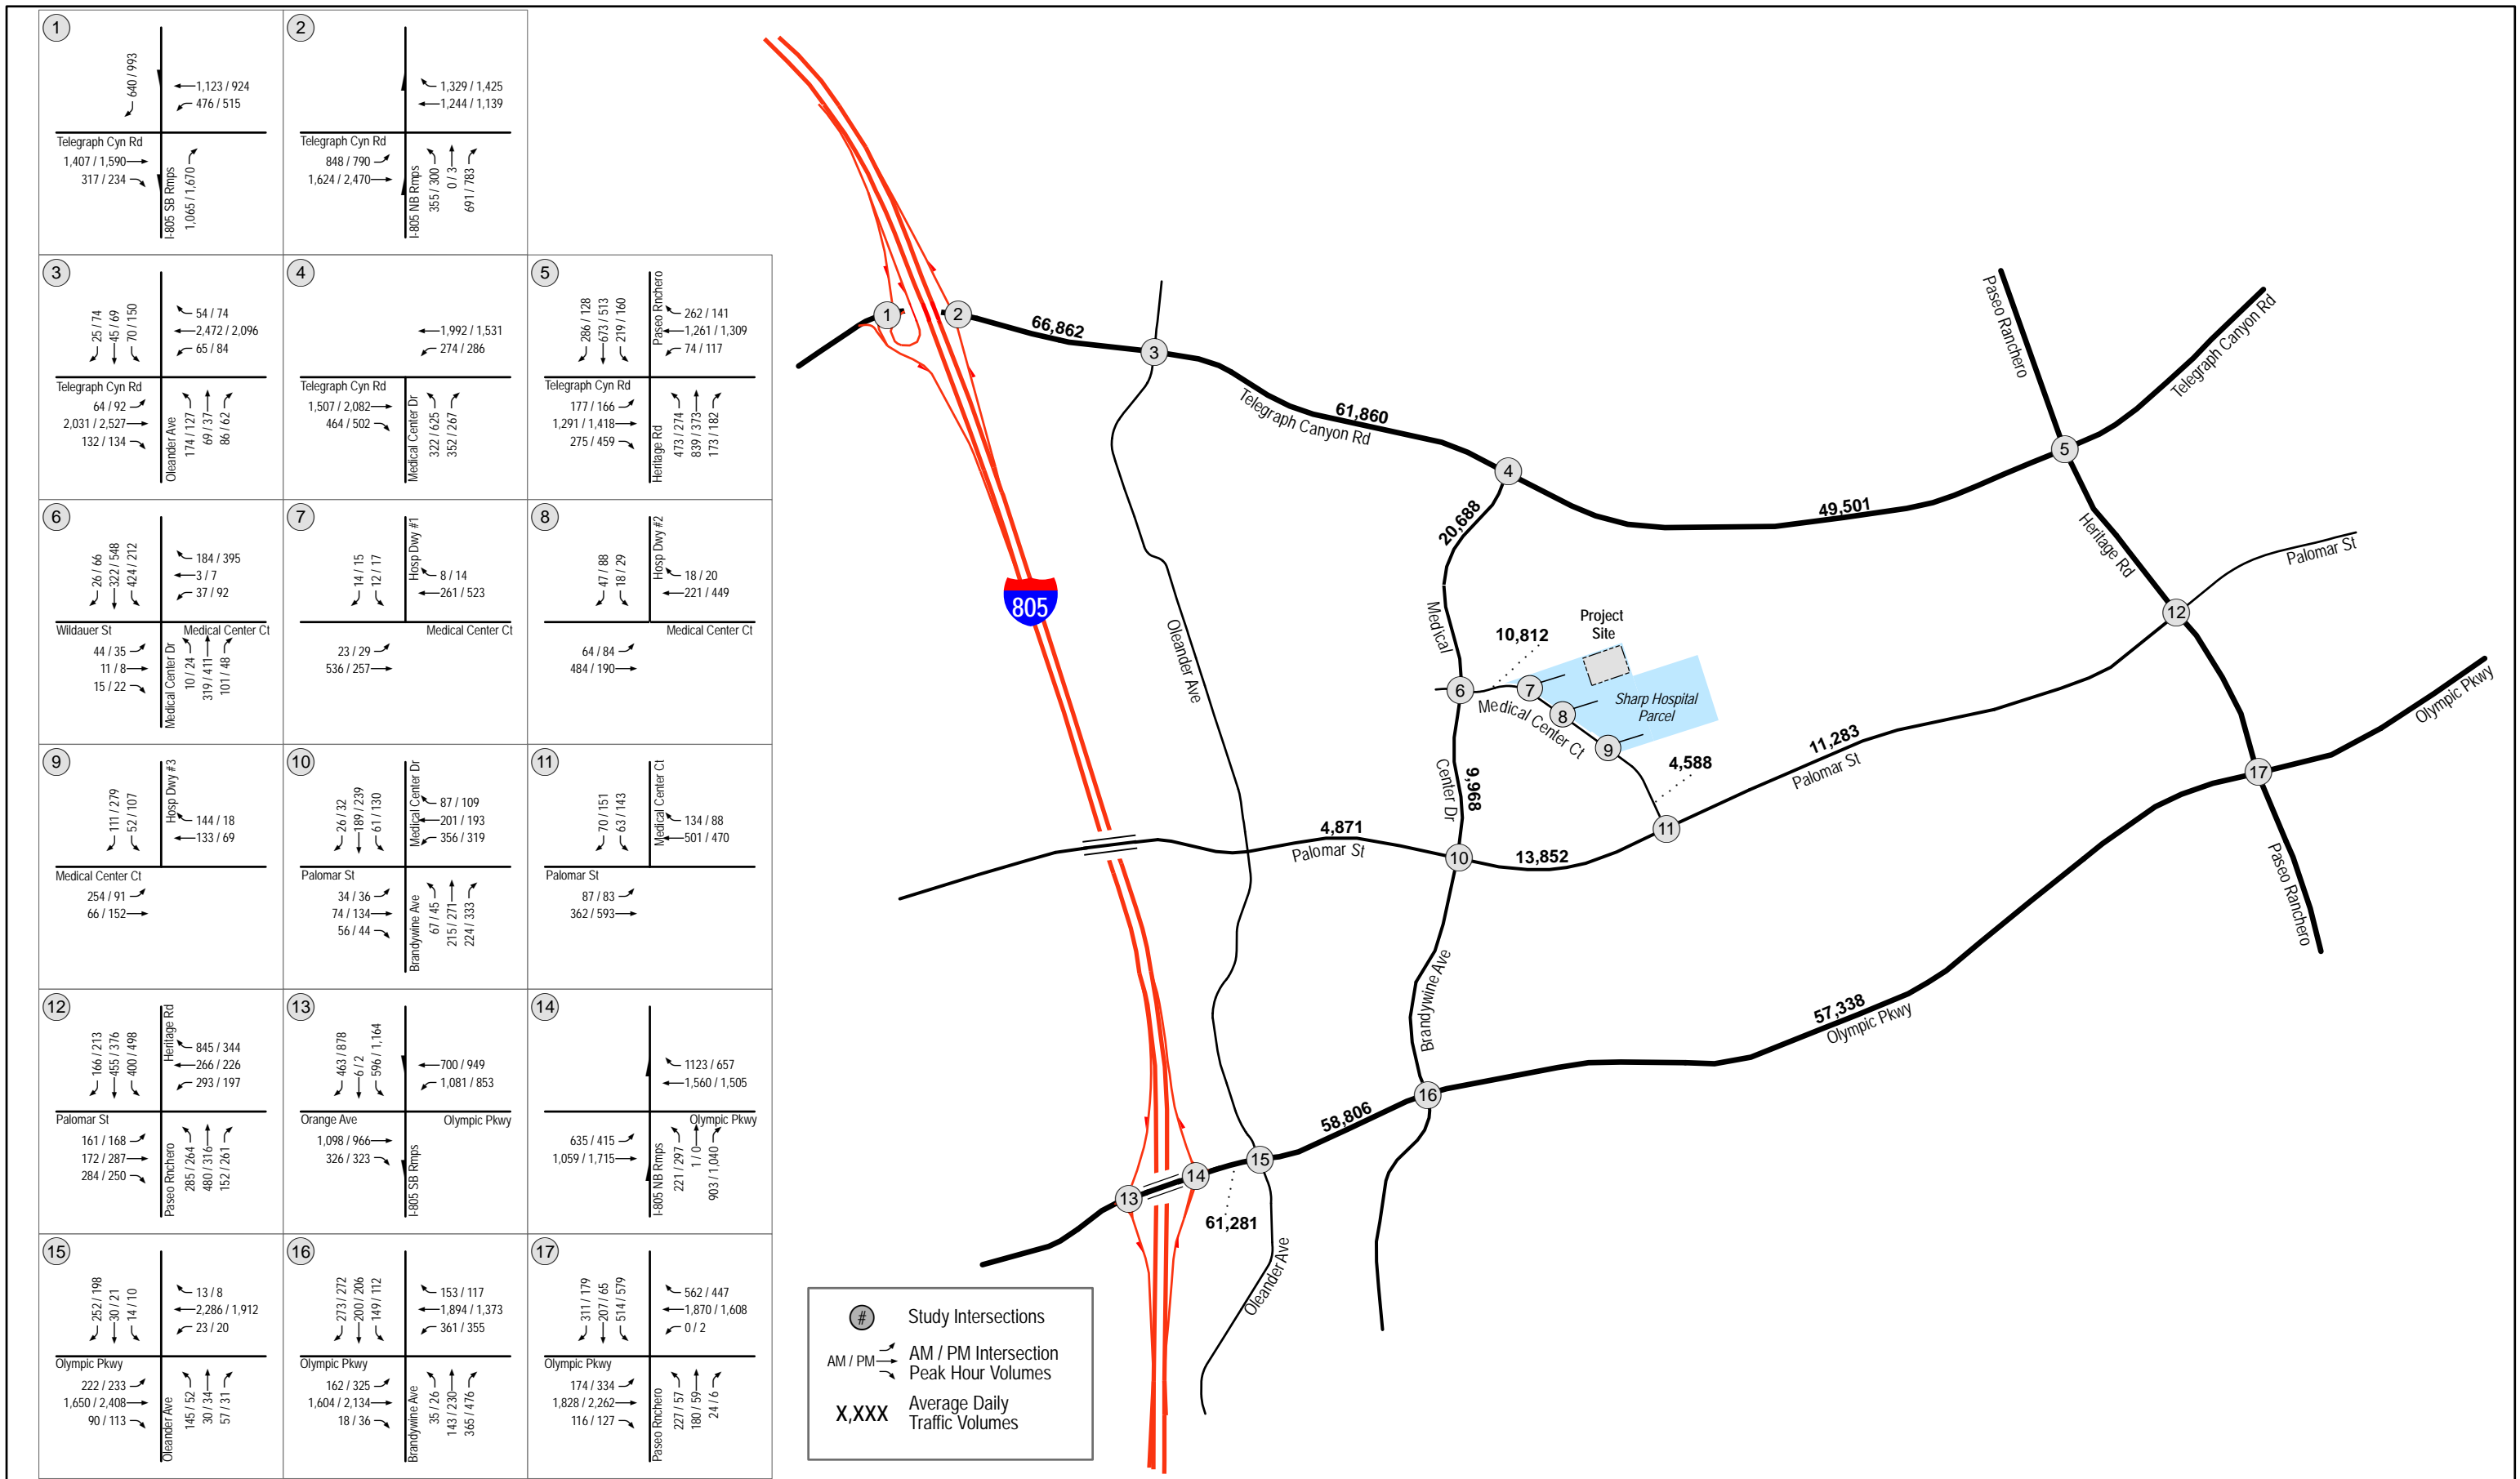 1
640 / 993
1,123 / 924
476 / 515
Telegraph Cyn Rd
1,407 / 1,590
317 / 234
I-805 SB Rmps
1,065 / 1,670
2
1,329 / 1,425
1,244 / 1,139
Telegraph Cyn Rd
848 / 790
1,624 / 2,470
I-805 NB Rmps
355 / 300
0 / 3
691 / 783
3
25 / 74
45 / 69
70 / 150
54 / 74
2,472 / 2,096
65 / 84
Telegraph Cyn Rd
64 / 92
2,031 / 2,527
132 / 134
Oleander Ave
174 / 127
69 / 37
86 / 62
4
1,992 / 1,531
274 / 286
Telegraph Cyn Rd
1,507 / 2,082
464 / 502
Medical Center Dr
322 / 625
352 / 267
5
286 / 128
673 / 513
219 / 160
Paseo Rnchero
262 / 141
1,261 / 1,309
74 / 117
Telegraph Cyn Rd
177 / 166
1,291 / 1,418
275 / 459
Heritage Rd
473 / 274
839 / 373
173 / 182
6
26 / 66
322 / 548
424 / 212
184 / 395
3 / 7
37 / 92
Wildauer St
Medical Center Ct
44 / 35
11 / 8
15 / 22
Medical Center Dr
10 / 24
319 / 411
101 / 48
7
14 / 15
12 / 17
Hosp Dwy #1
8 / 14
261 / 523
Medical Center Ct
23 / 29
536 / 257
8
47 / 88
18 / 29
Hosp Dwy #2
18 / 20
221 / 449
Medical Center Ct
64 / 84
484 / 190
9
111 / 279
52 / 107
Hosp Dwy #3
144 / 18
133 / 69
Medical Center Ct
254 / 91
66 / 152
10
26 / 32
189 / 239
61 / 130
Medical Center Dr
87 / 109
201 / 193
356 / 319
Palomar St
34 / 36
74 / 134
56 / 44
Brandywine Ave
67 / 45
215 / 271
224 / 333
11
70 / 151
63 / 143
Medical Center Ct
134 / 88
501 / 470
Palomar St
87 / 83
362 / 593
12
166 / 213
455 / 376
400 / 498
Heritage Rd
845 / 344
266 / 226
293 / 197
Palomar St
161 / 168
172 / 287
284 / 250
Paseo Rnchero
285 / 264
480 / 316
152 / 261
13
463 / 878
6 / 2
596 / 1,164
700 / 949
1,081 / 853
Orange Ave
Olympic Pkwy
1,098 / 966
326 / 323
I-805 SB Rmps
14
1123 / 657
1,560 / 1,505
Olympic Pkwy
635 / 415
1,059 / 1,715
I-805 NB Rmps
221 / 297
1 / 0
903 / 1,040
15
252 / 198
30 / 21
14 / 10
13 / 8
2,286 / 1,912
23 / 20
Olympic Pkwy
222 / 233
1,650 / 2,408
90 / 113
Oleander Ave
145 / 52
30 / 34
57 / 31
16
273 / 272
200 / 206
149 / 112
153 / 117
1,894 / 1,373
361 / 355
Olympic Pkwy
162 / 325
1,604 / 2,134
18 / 36
Brandywine Ave
35 / 26
143 / 230
365 / 476
17
311 / 179
207 / 65
514 / 579
562 / 447
1,870 / 1,608
0 / 2
Olympic Pkwy
174 / 334
1,828 / 2,262
116 / 127
Paseo Rnchero
227 / 57
180 / 59
24 / 6
1
2
66,862
3
Telegraph Canyon Rd
61,860
4
49,501
5
Paseo Ranchero
Telegraph Canyon Rd
Heritage Rd
12
Palomar St
805
Oleander Ave
20,688
Medical
10,812
Project
Site
6
7
8
9
Medical Center Ct
Sharp Hospital
Parcel
Center Dr
9,968
4,588
11,283
Palomar St
11
17
Olympic Pkwy
Paseo Ranchero
4,871
Palomar St
10
13,852
Brandywine Ave
57,338
Olympic Pkwy
16
58,806
15
14
13
61,281
Oleander Ave
# Study Intersections
AM / PM AM / PM Intersection
Peak Hour Volumes
X,XXX Average Daily
Traffic Volumes